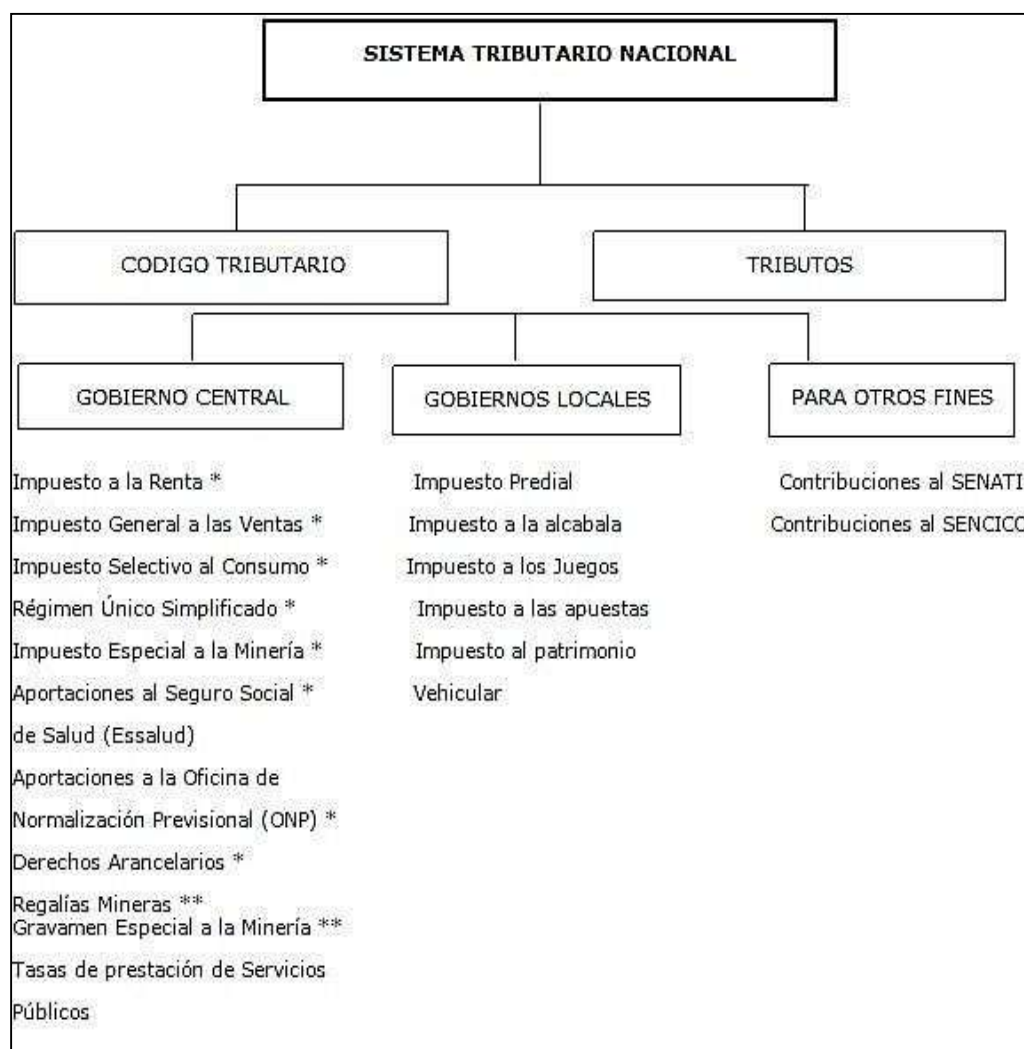 SISTEMA TRIBUTARIO NACIONAL
CODIGO TRIBUTARIO
TRIBUTOS
GOBIERNO CENTRAL
GOBIERNOS LOCALES
PARA OTROS FINES
Impuesto a la Renta *
Impuesto General a las Ventas *
Impuesto Selectivo al Consumo *
Régimen Único Simplificado *
Impuesto Especial a la Minería *
Aportaciones al Seguro Social *
de Salud (Essalud)
Aportaciones a la Oficina de
Normalización Previsional (ONP) *
Derechos Arancelarios *
Regalías Mineras **
Gravamen Especial a la Minería **
Tasas de prestación de Servicios
Públicos
Impuesto Predial
Impuesto a la alcabala
Impuesto a los Juegos
Impuesto a las apuestas
Impuesto al patrimonio
Vehicular
Contribuciones al SENATI
Contribuciones al SENCICO